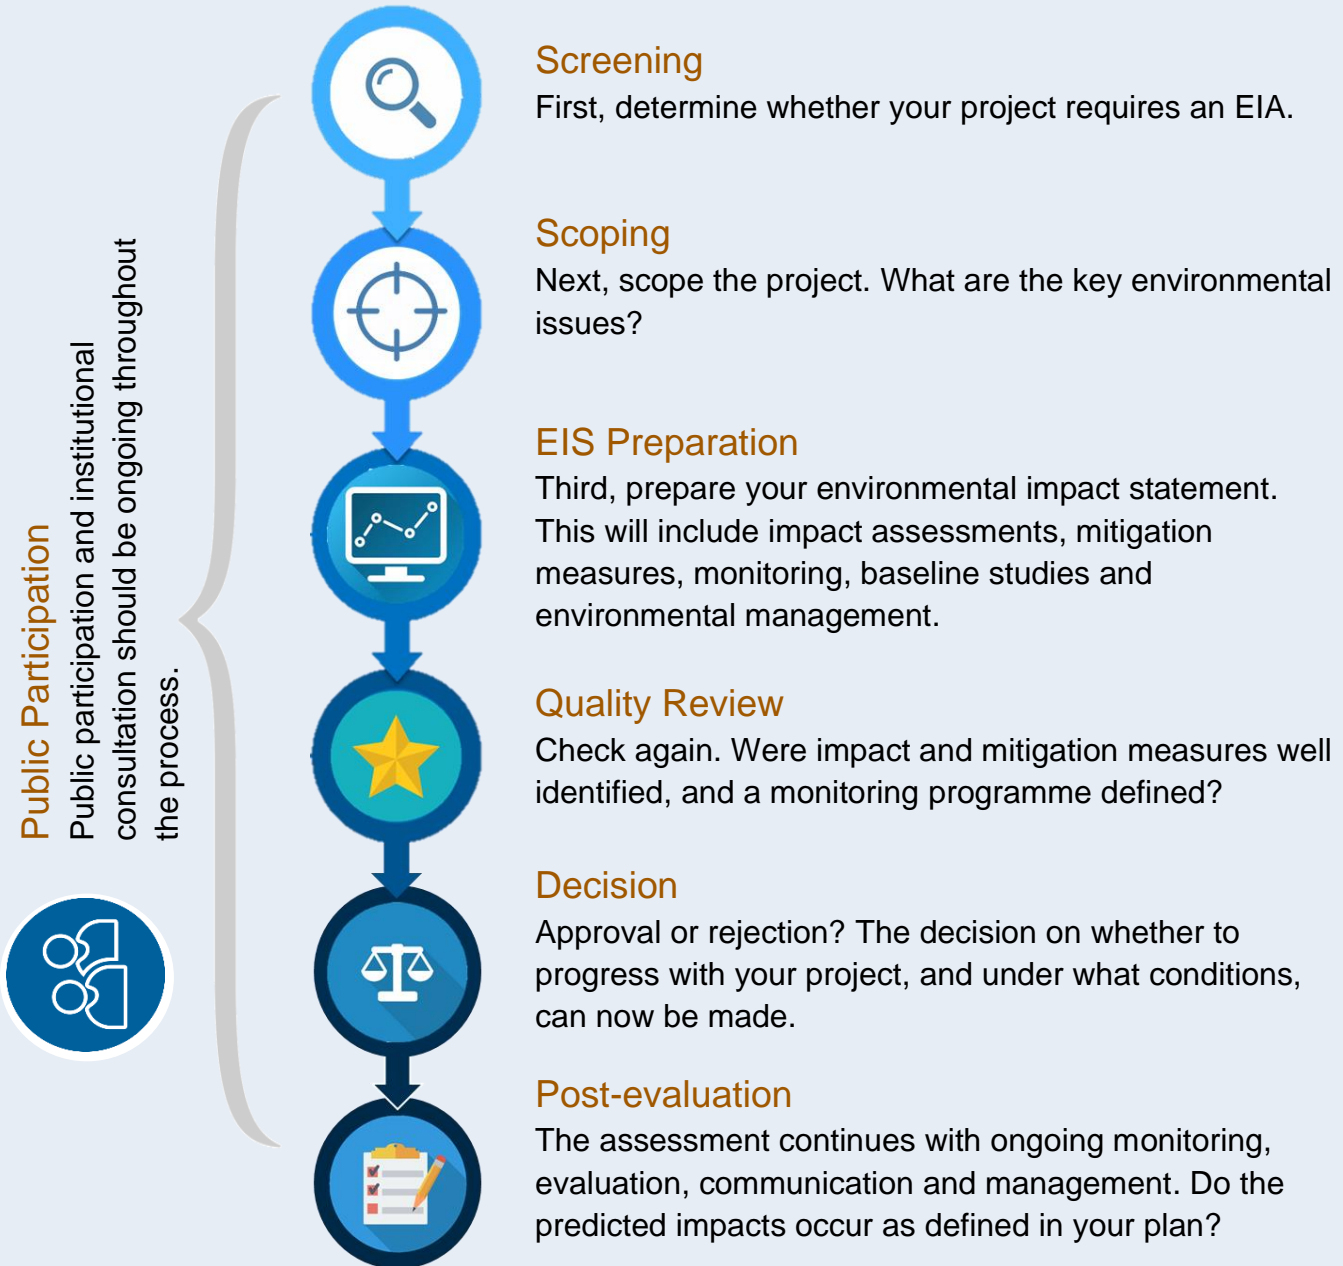 Screening
First, determine whether your project requires an EIA.
Scoping
Next, scope the project. What are the key environmental
issues?
EIS Preparation
Third, prepare your environmental impact statement.
This will include impact assessments, mitigation
measures, monitoring, baseline studies and
environmental management.
Quality Review
Check again. Were impact and mitigation measures well
identified, and a monitoring programme defined?
Decision
Approval or rejection? The decision on whether to
progress with your project, and under what conditions,
can now be made.
Post-evaluation
The assessment continues with ongoing monitoring,
evaluation, communication and management. Do the
predicted impacts occur as defined in your plan?
Public Participation
Public participation and institutional
consultation should be ongoing throughout
the process.